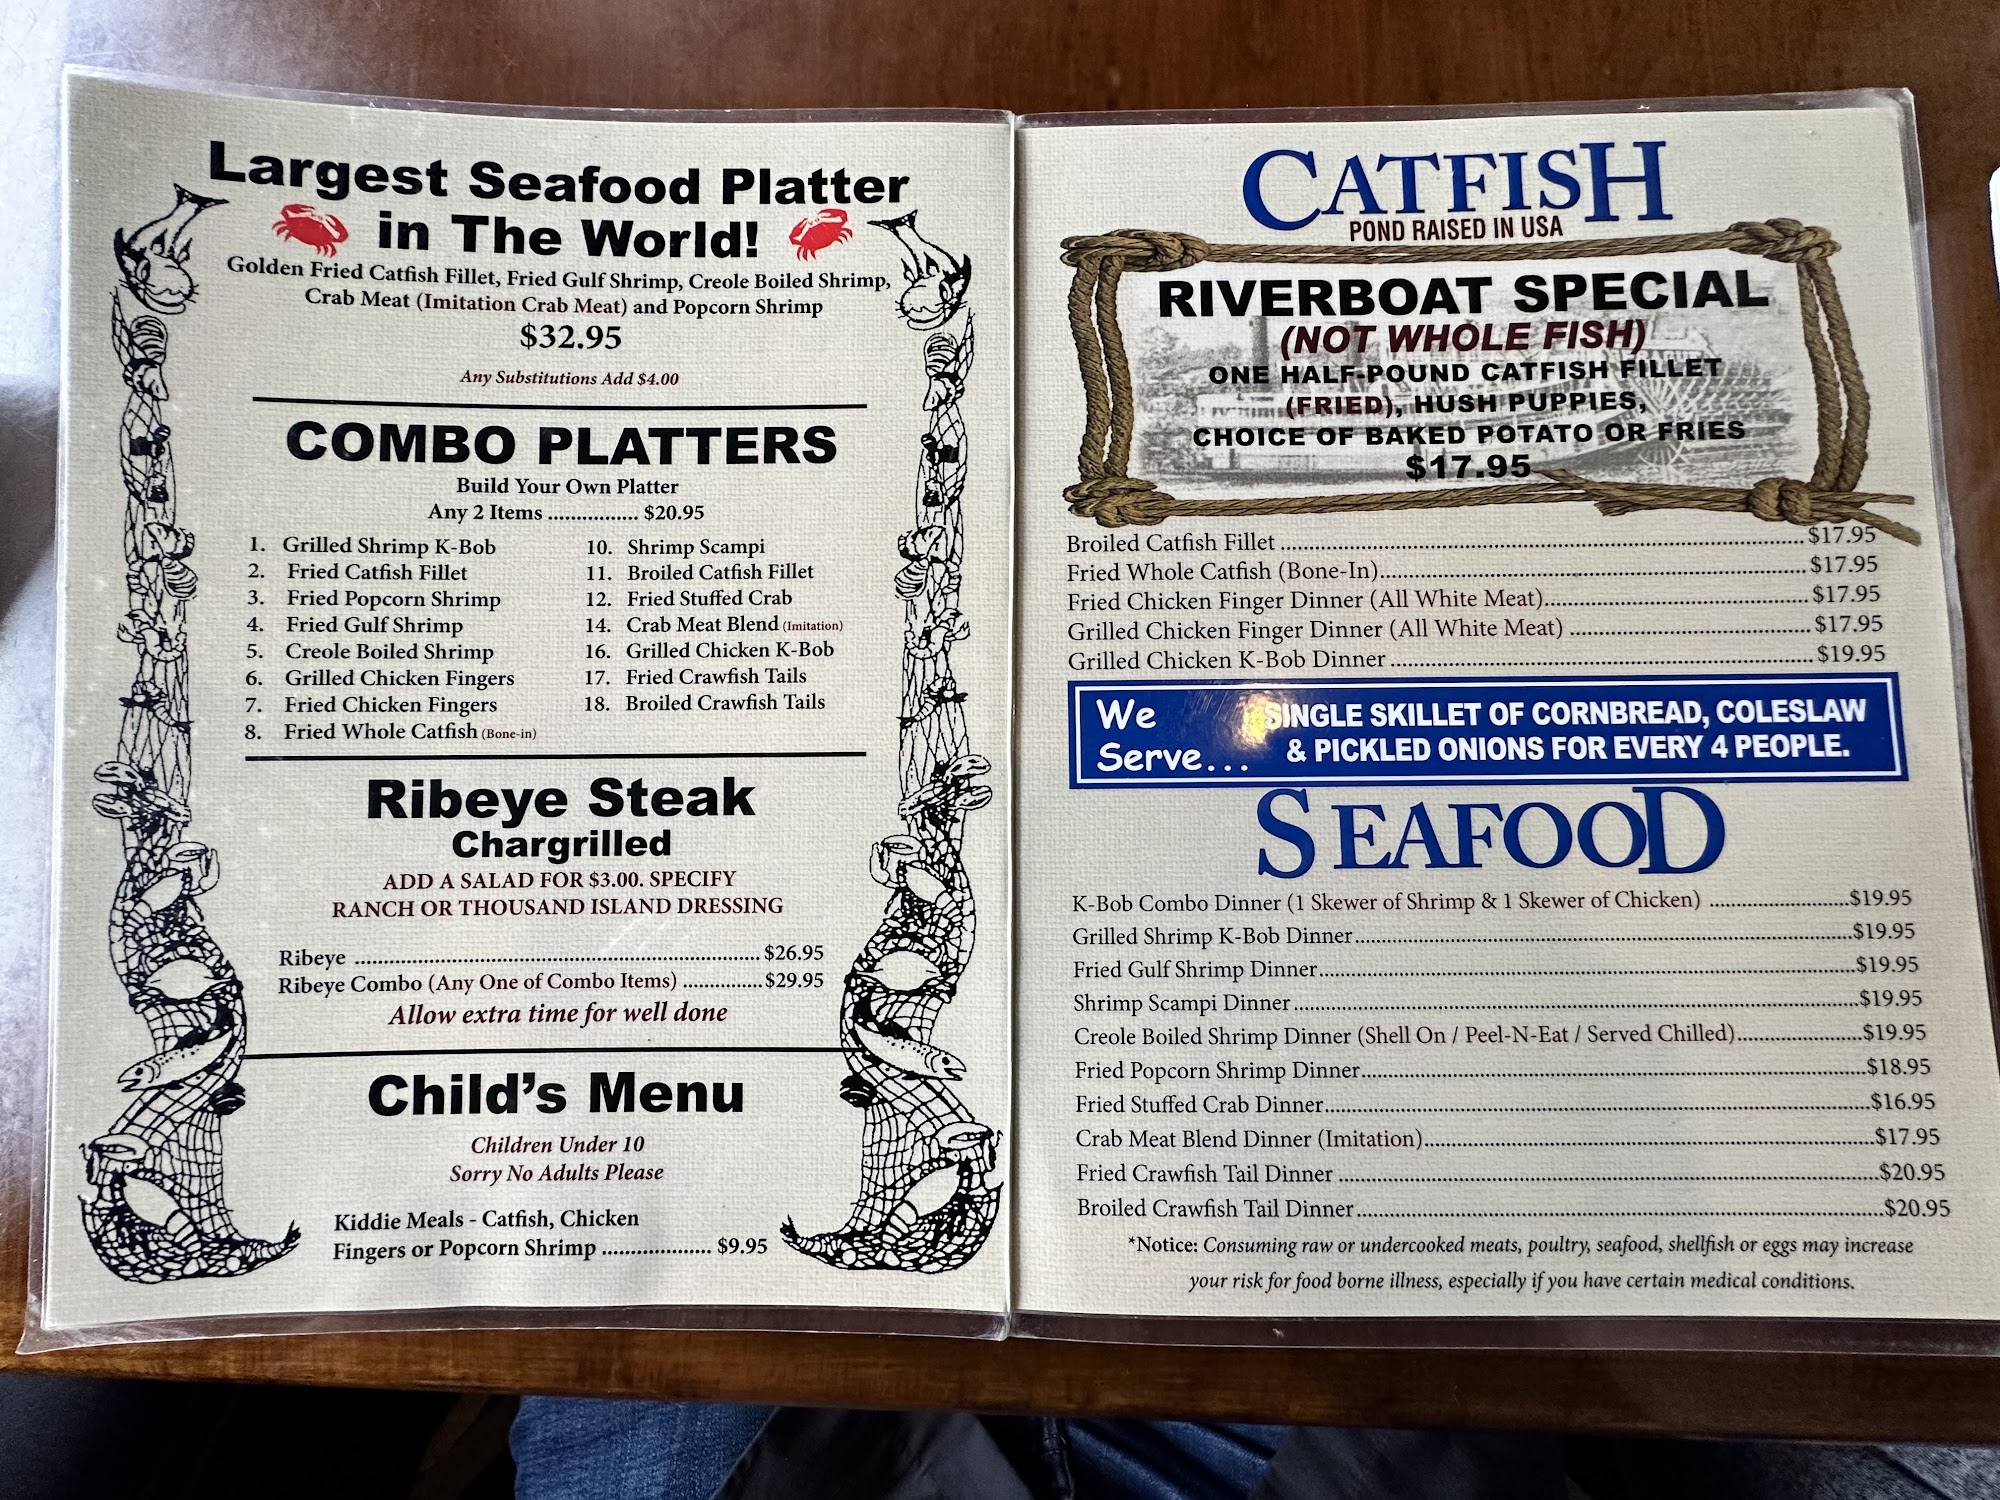 Largest Seafood Platter
in The World!
Golden Fried Catfish Fillet, Fried Gulf Shrimp, Creole Boiled Shrimp,
Crab Meat (Imitation Crab Meat) and Popcorn Shrimp
$32.95
Any Substitutions Add $4.00
COMBO PLATTERS
Build Your Own Platter
Any 2 Items ................ $20.95
1. Grilled Shrimp K-Bob
2. Fried Catfish Fillet
3. Fried Popcorn Shrimp
4. Fried Gulf Shrimp
5. Creole Boiled Shrimp
6. Grilled Chicken Fingers
7. Fried Chicken Fingers
8. Fried Whole Catfish (Bone-in)
10. Shrimp Scampi
11. Broiled Catfish Fillet
12. Fried Stuffed Crab
14. Crab Meat Blend (Imitation)
16. Grilled Chicken K-Bob
17. Fried Crawfish Tails
18. Broiled Crawfish Tails
Ribeye Steak
Chargrilled
ADD A SALAD FOR $3.00. SPECIFY
RANCH OR THOUSAND ISLAND DRESSING
Ribeye ........ $26.95
Ribeye Combo (Any One of Combo Items) ........ $29.95
Allow extra time for well done
Child's Menu
Children Under 10
Sorry No Adults Please
Kiddie Meals - Catfish, Chicken
Fingers or Popcorn Shrimp ........ $9.95
CATFISH
POND RAISED IN USA
RIVERBOAT SPECIAL
(NOT WHOLE FISH)
ONE HALF-POUND CATFISH FILLET
(FRIED), HUSH PUPPIES,
CHOICE OF BAKED POTATO OR FRIES
$17.95
Broiled Catfish Fillet ........ $17.95
Fried Whole Catfish (Bone-In)........ $17.95
Fried Chicken Finger Dinner (All White Meat)........ $17.95
Grilled Chicken Finger Dinner (All White Meat) ........ $17.95
Grilled Chicken K-Bob Dinner ........ $19.95
We Serve... SINGLE SKILLET OF CORNBREAD, COLESLAW
& PICKLED ONIONS FOR EVERY 4 PEOPLE.
SEAFOOD
K-Bob Combo Dinner (1 Skewer of Shrimp & 1 Skewer of Chicken) ........$19.95
Grilled Shrimp K-Bob Dinner........$19.95
Fried Gulf Shrimp Dinner........$19.95
Shrimp Scampi Dinner........$19.95
Creole Boiled Shrimp Dinner (Shell On / Peel-N-Eat / Served Chilled)........$19.95
Fried Popcorn Shrimp Dinner........$18.95
Fried Stuffed Crab Dinner........$16.95
Crab Meat Blend Dinner (Imitation)........$17.95
Fried Crawfish Tail Dinner ........$20.95
Broiled Crawfish Tail Dinner........$20.95
*Notice: Consuming raw or undercooked meats, poultry, seafood, shellfish or eggs may increase
your risk for food borne illness, especially if you have certain medical conditions.